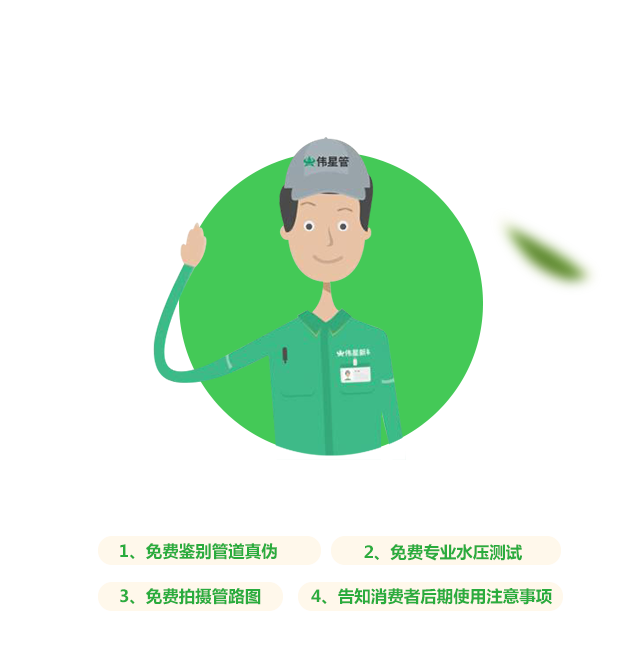 伟星管
伟星新
1、免费鉴别管道真伪
2、免费专业水压测试
3、免费拍摄管路图
4、告知消费者后期使用注意事项